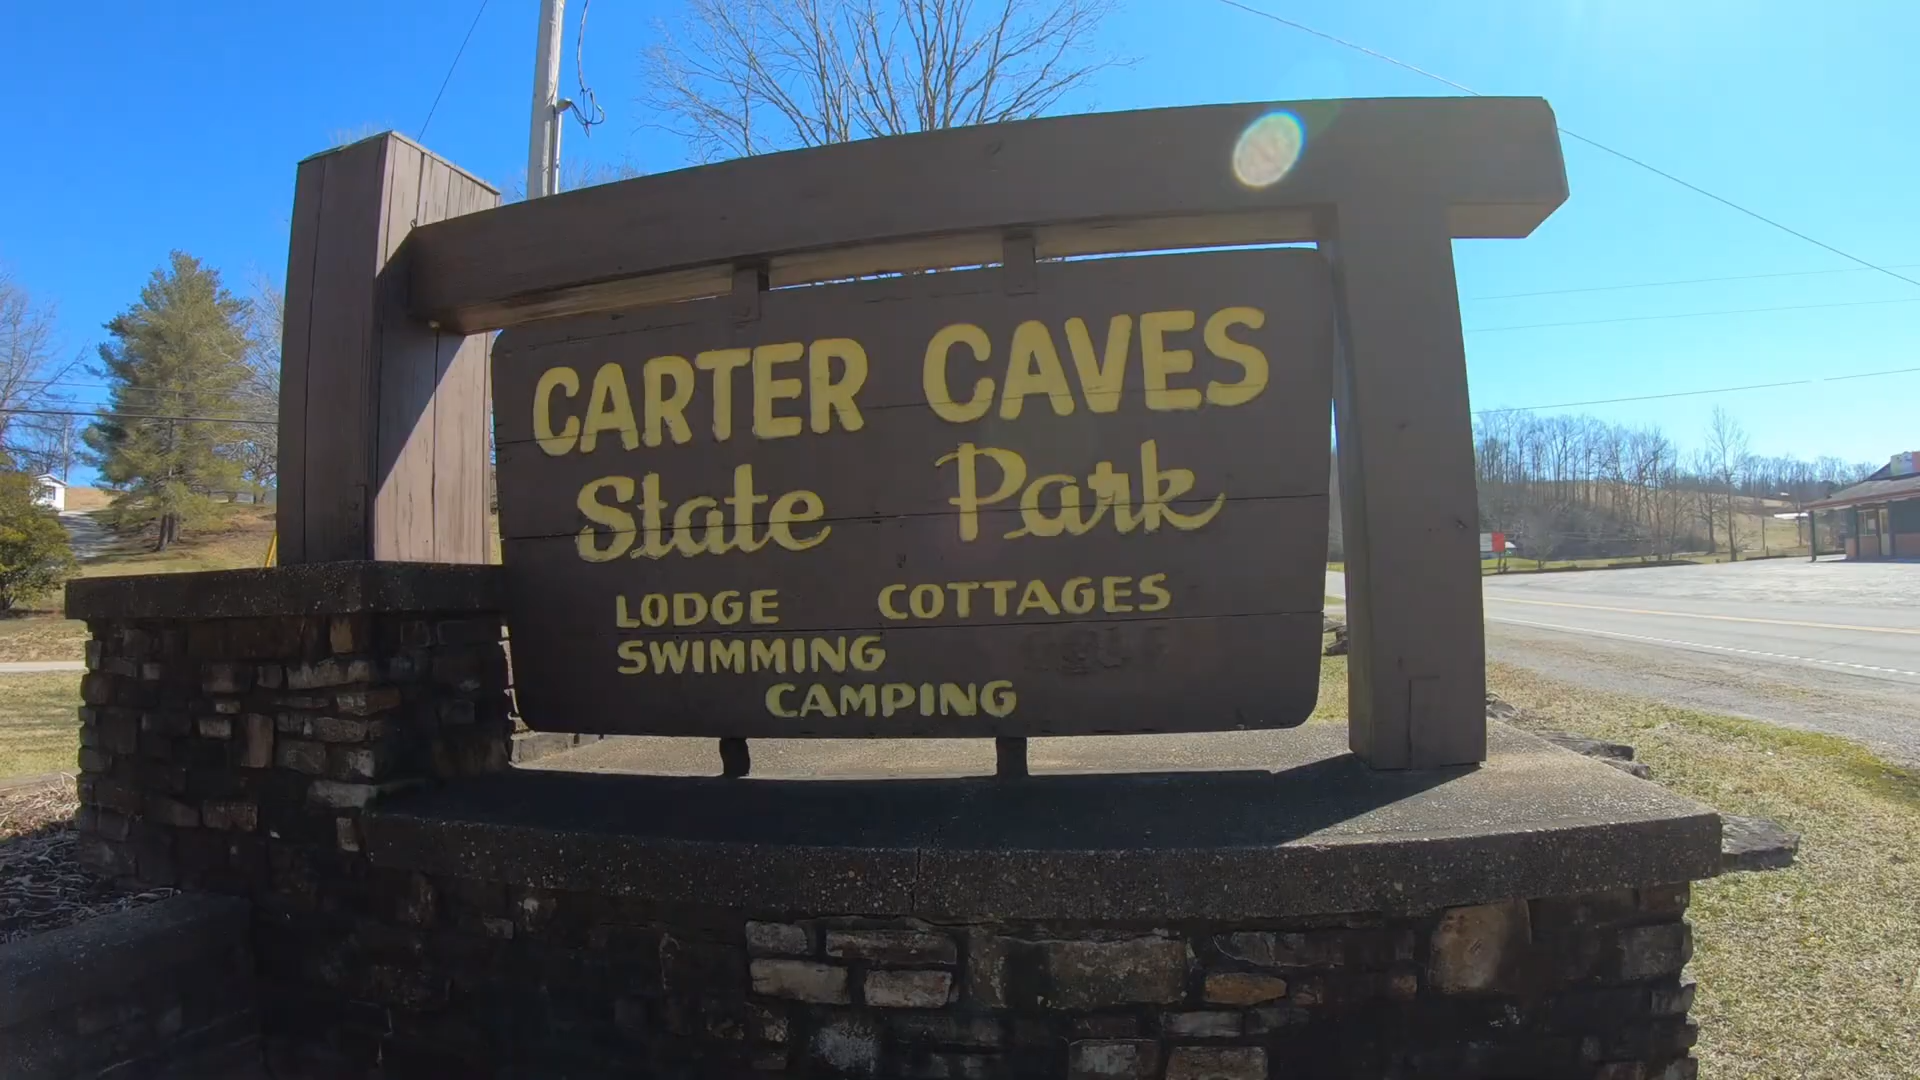 CARTER CAVES
State Park
LODGE COTTAGES
SWIMMING
CAMPING